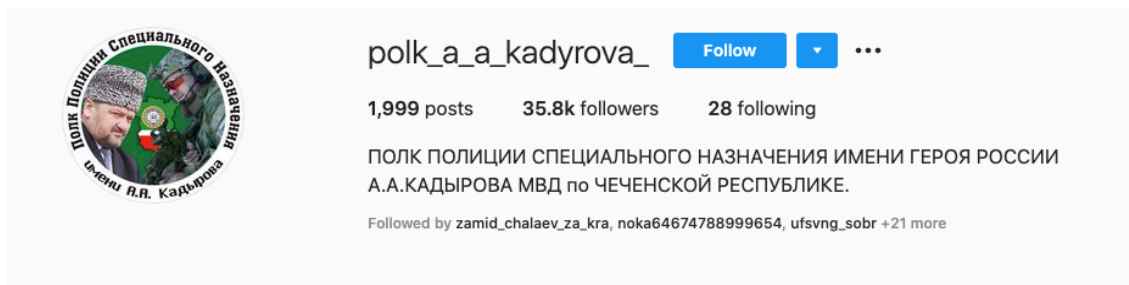 Полк Полиции Специального Назначения
имени А.А. Кадырова
polk_a_a_kadyrova_ Follow
1,999 posts 35.8k followers 28 following
ПОЛК ПОЛИЦИИ СПЕЦИАЛЬНОГО НАЗНАЧЕНИЯ ИМЕНИ ГЕРОЯ РОССИИ
А.А.КАДЫРОВА МВД по ЧЕЧЕНСКОЙ РЕСПУБЛИКЕ.
Followed by zamid_chalaev_za_kra, noka64674788999654, ufsvng_sobr +21 more